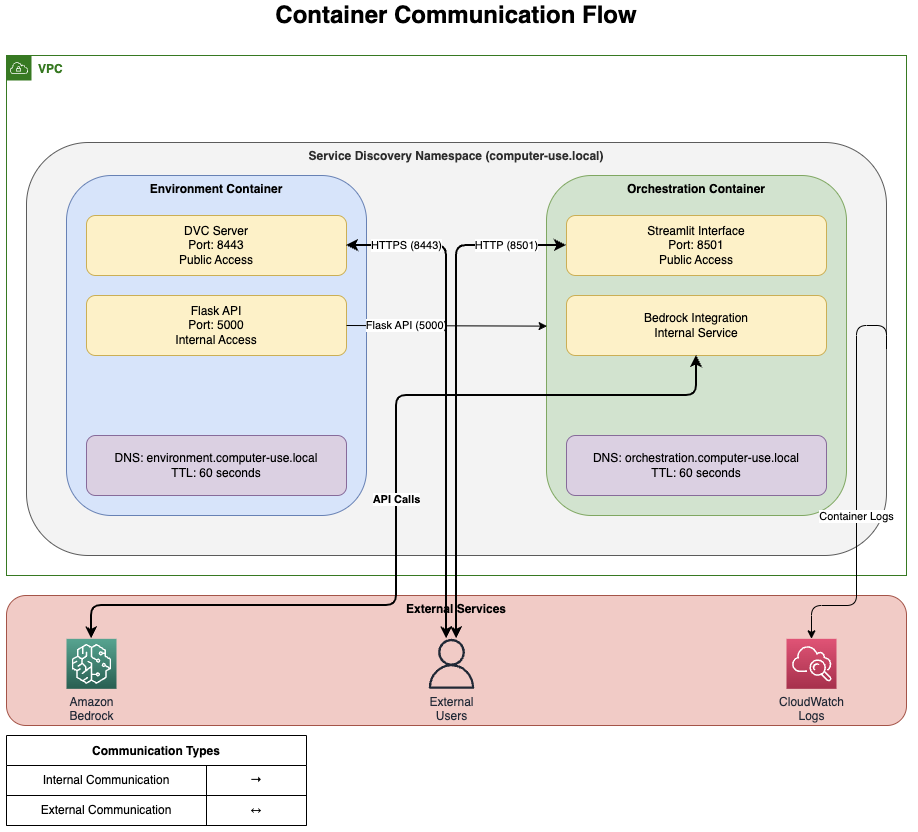 Container Communication Flow
VPC
Service Discovery Namespace (computer-use.local)
Environment Container
Orchestration Container
DVC Server
Port: 8443
Public Access
HTTPS (8443)
HTTP (8501)
Streamlit Interface
Port: 8501
Public Access
Flask API
Port: 5000
Internal Access
Flask API (5000)
Bedrock Integration
Internal Service
DNS: environment.computer-use.local
TTL: 60 seconds
DNS: orchestration.computer-use.local
TTL: 60 seconds
API Calls
Container Logs
External Services
Amazon
Bedrock
External
Users
CloudWatch
Logs
Communication Types
Internal Communication →
External Communication ↔